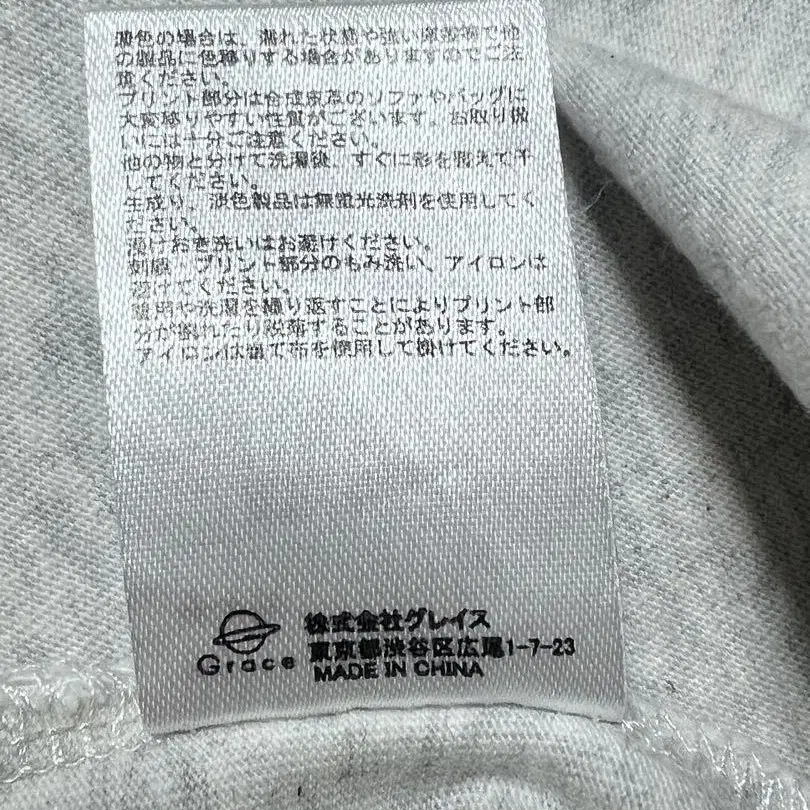 濃色の場合は、濡れた状態や強い摩擦等で他
の製品に色移りする場合がありますのでご注
意ください。
プリント部分は合成皮革のソファやバッグに
大変移りやすい性質がございます。お取り扱
いには十分ご注意ください。
他の物と分けて洗濯後、すぐに形を整えて干
してください。
生成り、淡色製品は無蛍光洗剤を使用してく
ださい。
漬けおき洗いはお避けください。
刺繍・プリント部分のもみ洗い、アイロンは
避けてください。
着用や洗濯を繰り返すことによりプリント部
分が割れたり脱落することがあります。
アイロンは当て布を使用して掛けてください。
Grace
株式会社グレイス
東京都渋谷区広尾1-7-23
MADE IN CHINA